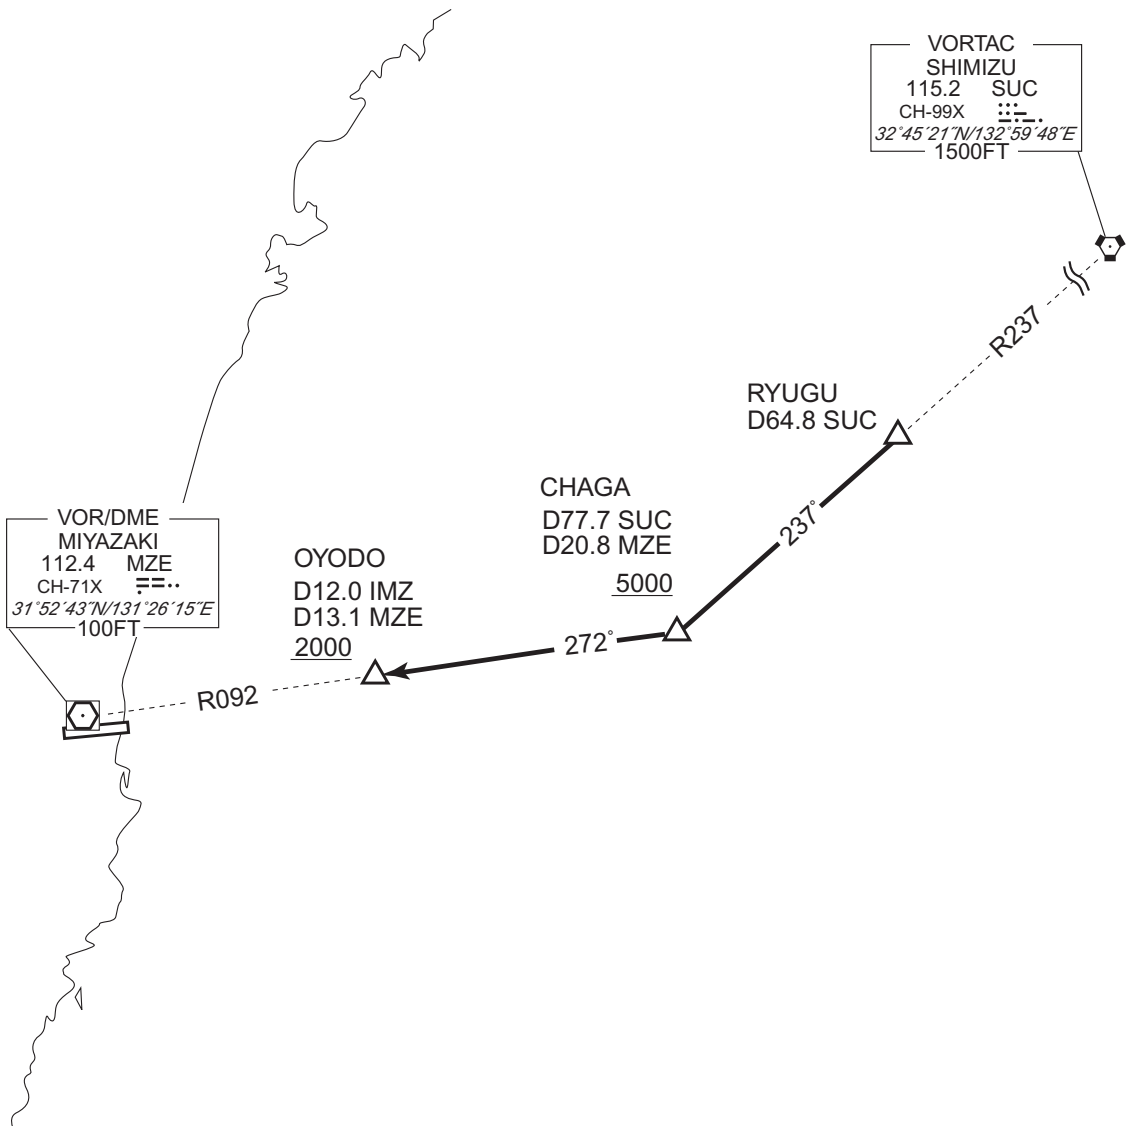 VORTAC
SHIMIZU
115.2 SUC
CH-99X
32°45´21˝N/132°59´48˝E
1500FT
R237
RYUGU
D64.8 SUC
237°
CHAGA
D77.7 SUC
D20.8 MZE
5000
272°
OYODO
D12.0 IMZ
D13.1 MZE
2000
R092
VOR/DME
MIYAZAKI
112.4 MZE
CH-71X
31°52´43˝N/131°26´15˝E
100FT